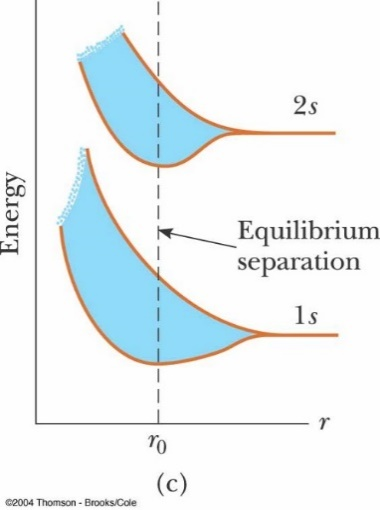 2s
Energy
Equilibrium
separation
1s
r
r0
(c)
©2004 Thomson - Brooks/Cole